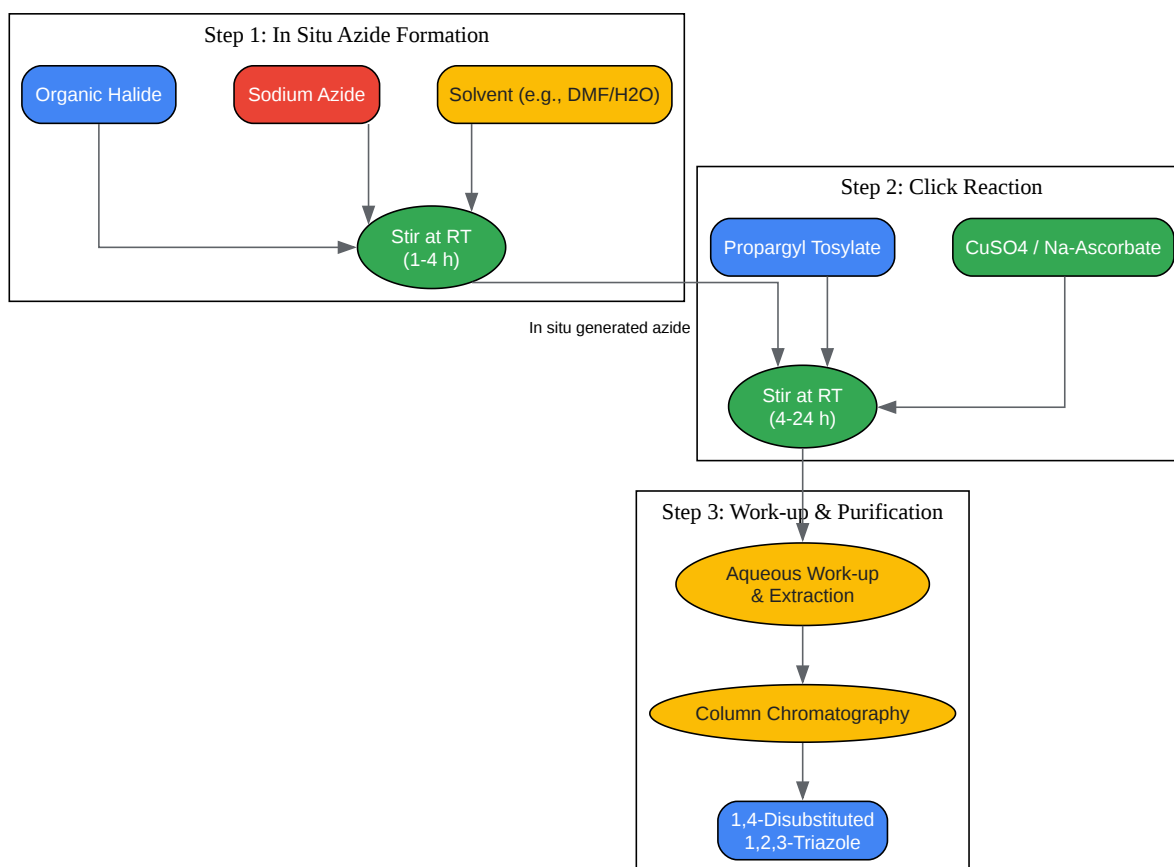 Step 1: In Situ Azide Formation
Organic Halide
Sodium Azide
Solvent (e.g., DMF/H2O)
Stir at RT
(1-4 h)
In situ generated azide
Step 2: Click Reaction
Propargyl Tosylate
CuSO4 / Na-Ascorbate
Stir at RT
(4-24 h)
Step 3: Work-up & Purification
Aqueous Work-up
& Extraction
Column Chromatography
1,4-Disubstituted
1,2,3-Triazole